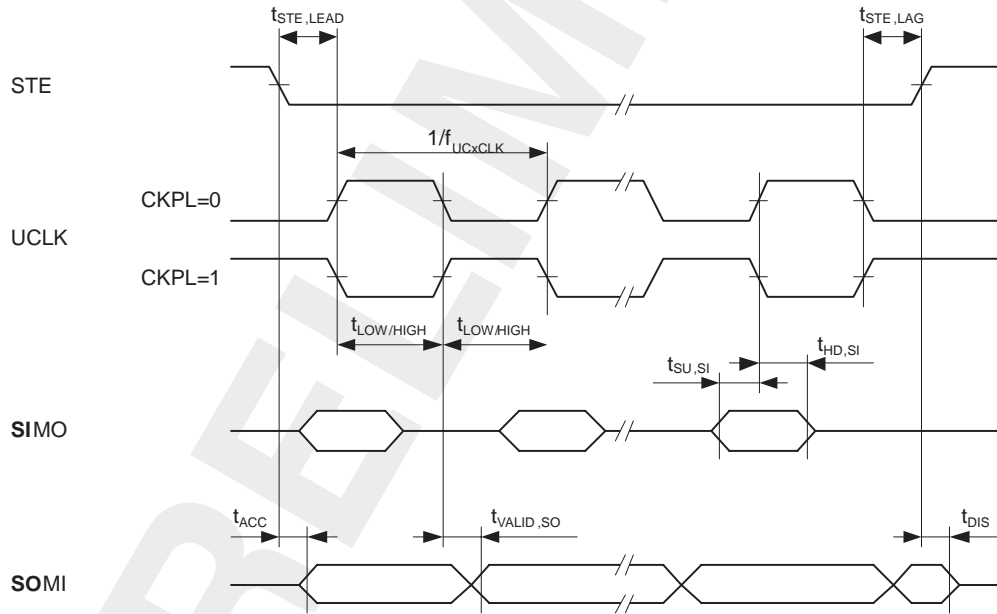 tSTE,LEAD
tSTE,LAG
STE
1/fUCxCLK
CKPL=0
UCLK
CKPL=1
tLOW/HIGH tLOW/HIGH
tHD,SI
tSU,SI
SIMO
tACC
tVALID,SO
tDIS
SOMI